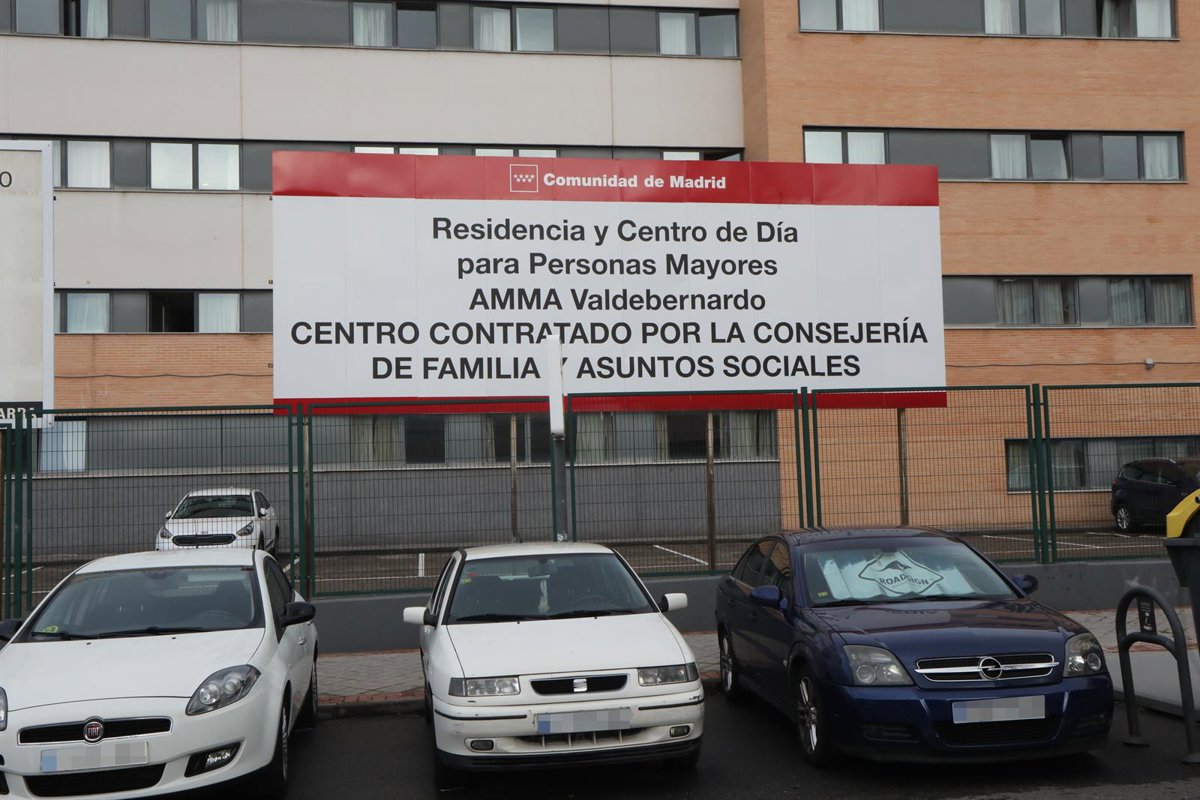 Comunidad de Madrid
Residencia y Centro de Día
para Personas Mayores
AMMA Valdebernardo
CENTRO CONTRATADO POR LA CONSEJERÍA
DE FAMILIA Y ASUNTOS SOCIALES
O
FIAT